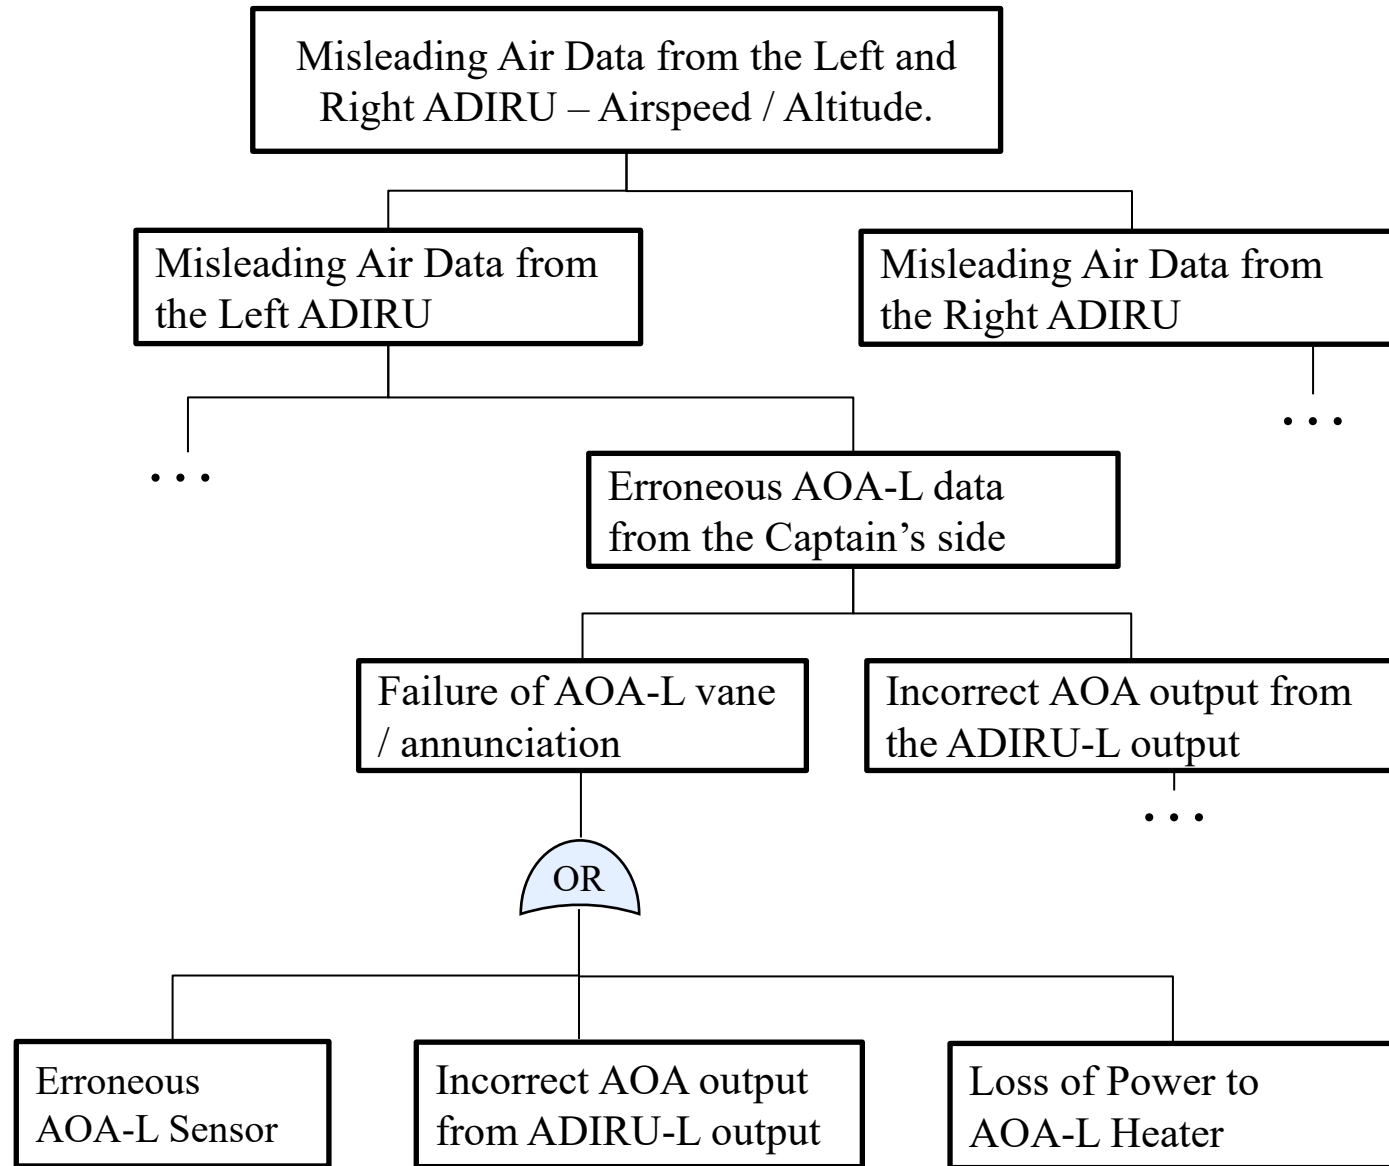 Misleading Air Data from the Left and
Right ADIRU – Airspeed / Altitude.
Misleading Air Data from
the Left ADIRU
Misleading Air Data from
the Right ADIRU
...
...
Erroneous AOA-L data
from the Captain’s side
Failure of AOA-L vane
/ annunciation
Incorrect AOA output from
the ADIRU-L output
...
OR
Erroneous
AOA-L Sensor
Incorrect AOA output
from ADIRU-L output
Loss of Power to
AOA-L Heater